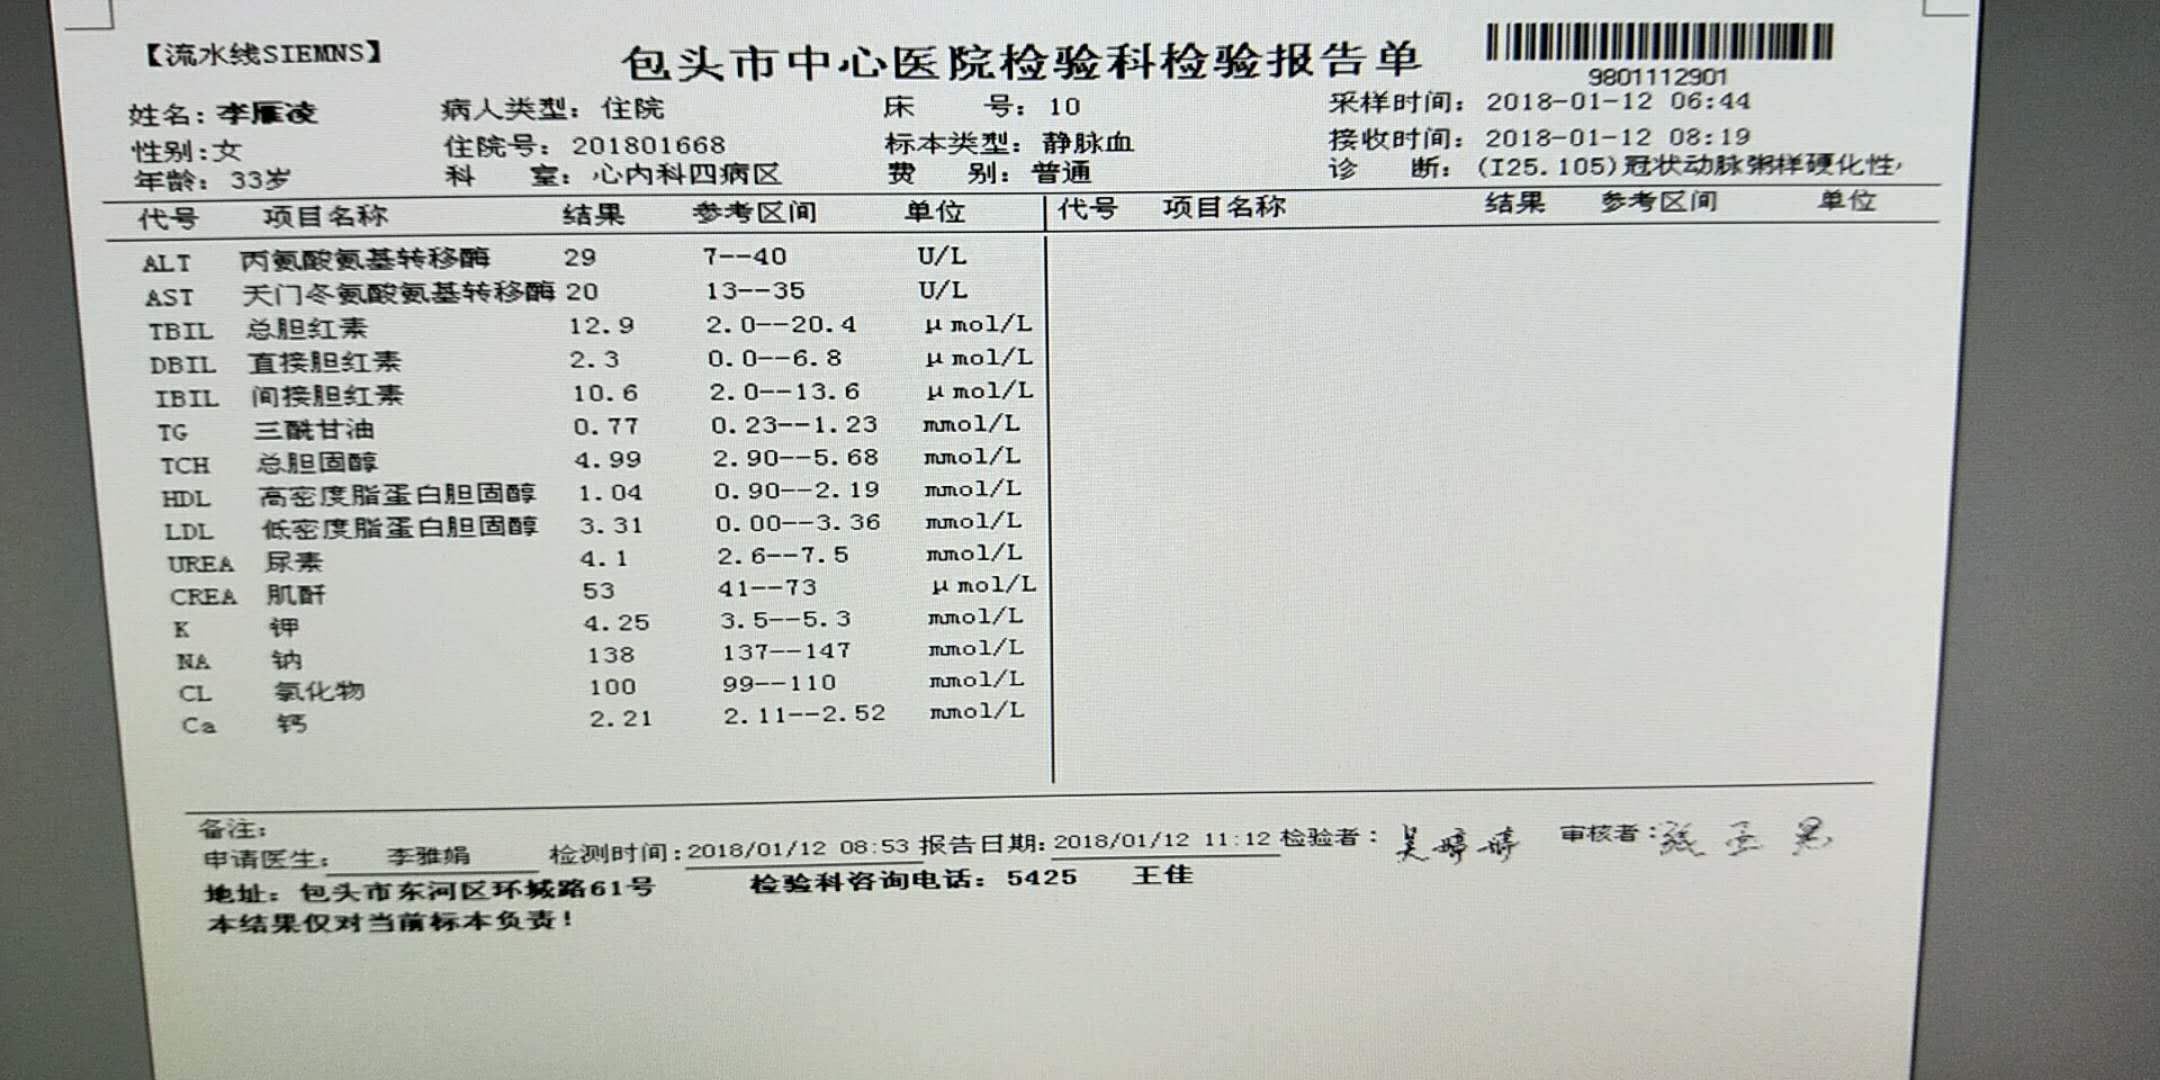 【流水线SIEMNS】
包头市中心医院检验科检验报告单
9801112901
姓名：李雁凌 病人类型：住院 床 号：10 采样时间：2018-01-12 06:44
性别:女 住院号：201801668 标本类型：静脉血 接收时间：2018-01-12 08:19
年龄：33岁 科 室：心内科四病区 费 别：普通 诊 断：(I25.105)冠状动脉粥样硬化性
代号 项目名称 结果 参考区间 单位 代号 项目名称 结果 参考区间 单位
ALT 丙氨酸氨基转移酶 29 7--40 U/L
AST 天门冬氨酸氨基转移酶 20 13--35 U/L
TBIL 总胆红素 12.9 2.0--20.4 μmol/L
DBIL 直接胆红素 2.3 0.0--6.8 μmol/L
IBIL 间接胆红素 10.6 2.0--13.6 μmol/L
TG 三酰甘油 0.77 0.23--1.23 mmol/L
TCH 总胆固醇 4.99 2.90--5.68 mmol/L
HDL 高密度脂蛋白胆固醇 1.04 0.90--2.19 mmol/L
LDL 低密度脂蛋白胆固醇 3.31 0.00--3.36 mmol/L
UREA 尿素 4.1 2.6--7.5 mmol/L
CREA 肌酐 53 41--73 μmol/L
K 钾 4.25 3.5--5.3 mmol/L
NA 钠 138 137--147 mmol/L
CL 氯化物 100 99--110 mmol/L
Ca 钙 2.21 2.11--2.52 mmol/L
备注：
申请医生：李雅娟 检测时间:2018/01/12 08:53 报告日期:2018/01/12 11:12 检验者：吴婷婷 审核者：
地址：包头市东河区环城路61号 检验科咨询电话：5425 王佳
本结果仅对当前标本负责！